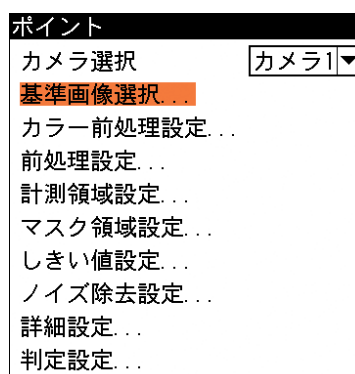 ポイント
カメラ選択 カメラ1
基準画像選択...
カラー前処理設定...
前処理設定...
計測領域設定...
マスク領域設定...
しきい値設定...
ノイズ除去設定...
詳細設定...
判定設定...